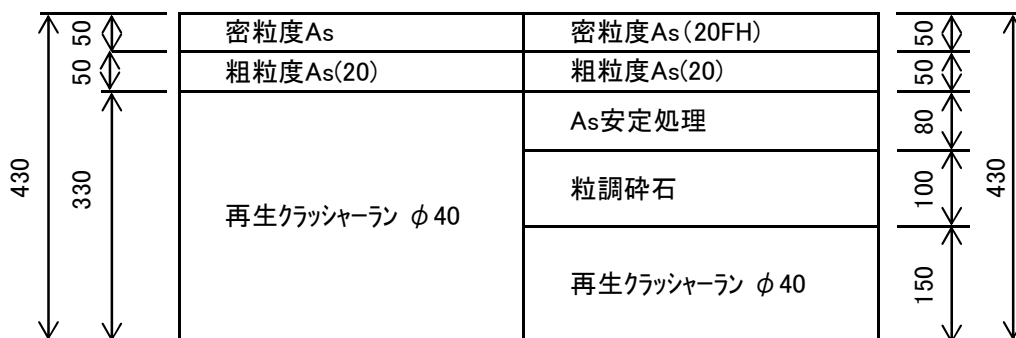 50
密粒度As
密粒度As(20FH)
50
50
粗粒度As(20)
粗粒度As(20)
50
As安定処理
80
430
330
再生クラッシャーラン φ40
粒調砕石
100
430
再生クラッシャーラン φ40
150